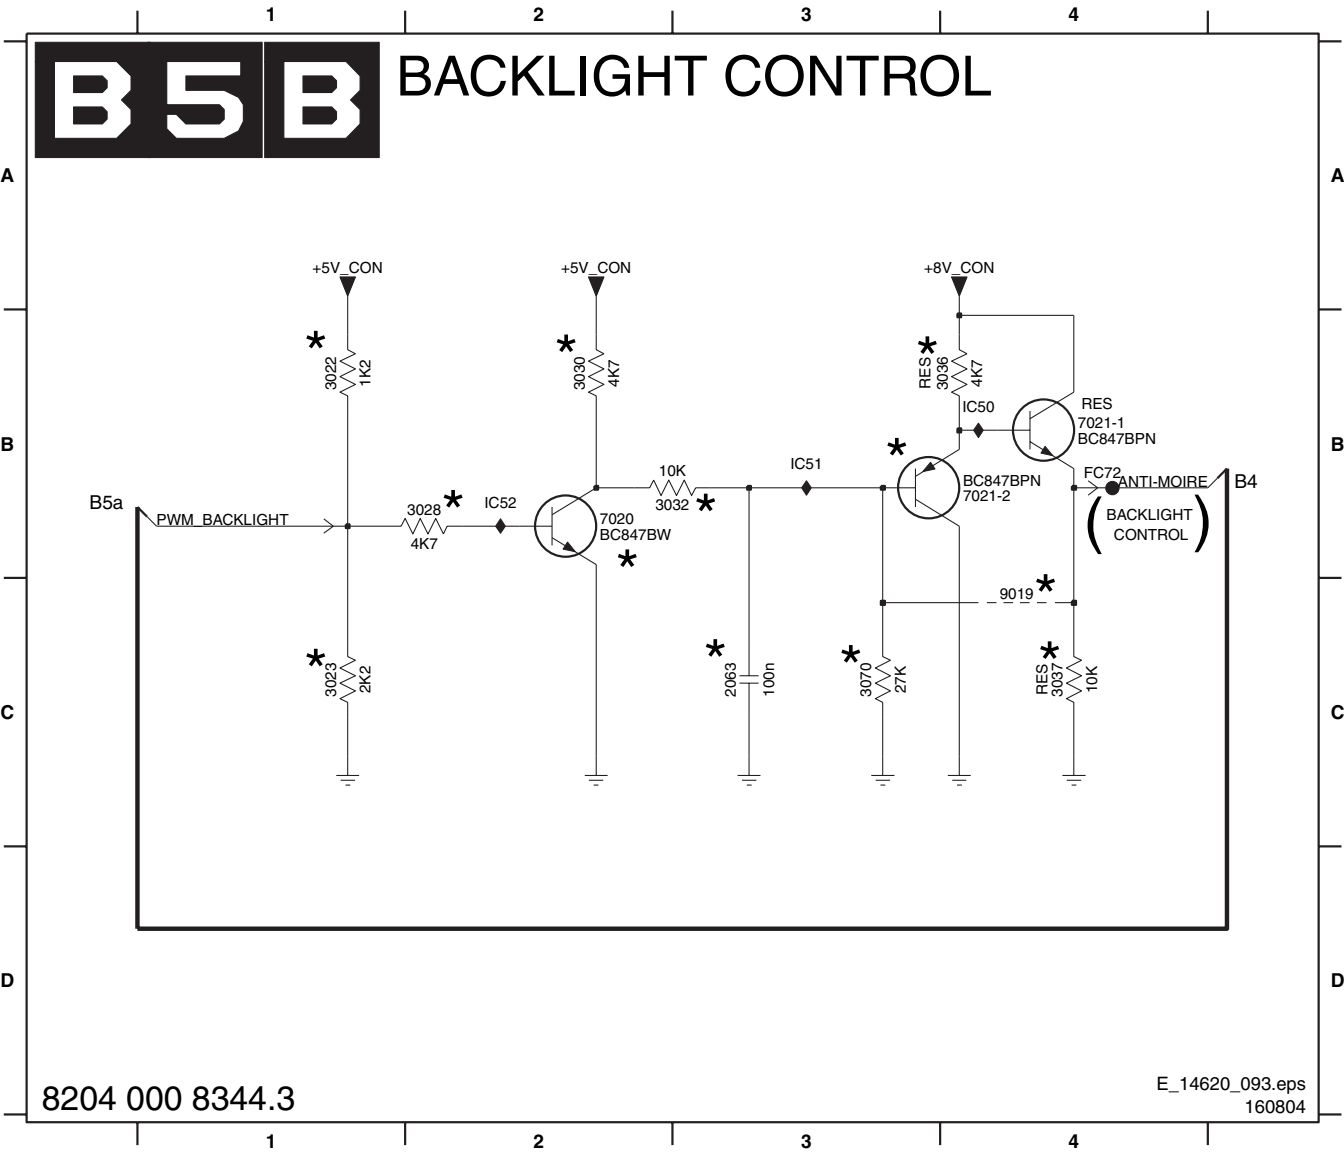 1 2 3 4
B5B BACKLIGHT CONTROL
A A
+5V_CON +5V_CON +8V_CON
* 3022 1K2
* 3030 4K7
* RES 3036 4K7
IC50
RES
7021-1
BC847BPN
B B
*
BC847BPN
7021-2
IC51
10K
3032 *
FC72 ANTI-MOIRE B4
(BACKLIGHT
CONTROL)
B5a PWM_BACKLIGHT
3028 *
4K7
IC52
7020
BC847BW
*
9019 *
* 3023 2K2
* 2063 100n
* 3070 27K
* RES 3037 10K
C C
D D
8204 000 8344.3
E_14620_093.eps
160804
1 2 3 4